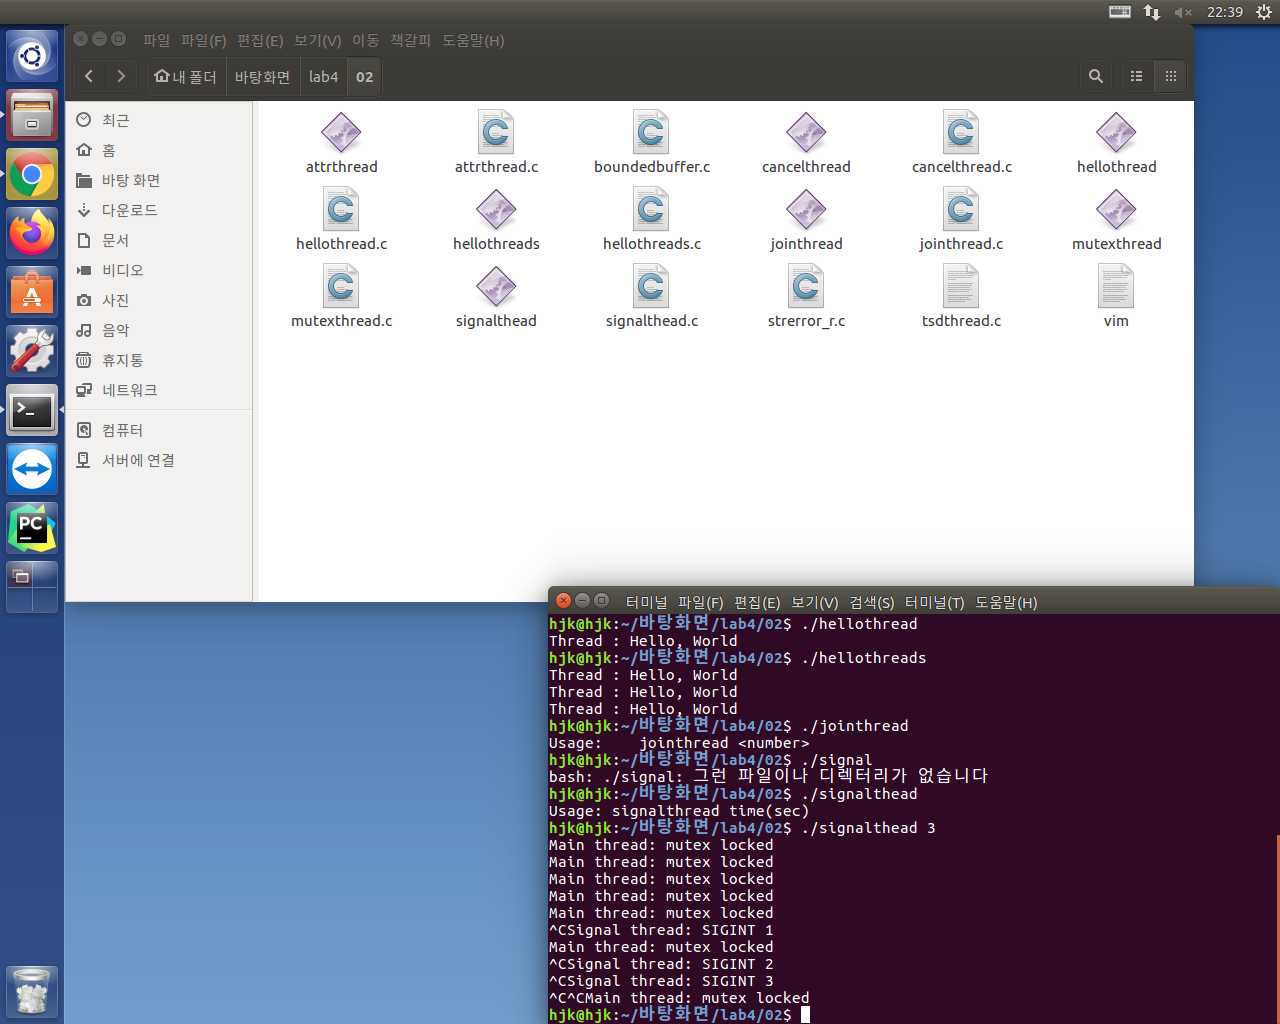 22:39
파일 파일(F) 편집(E) 보기(V) 이동 책갈피 도움말(H)
내 폴더 바탕화면 lab4 02
최근
홈
바탕 화면
다운로드
문서
비디오
사진
음악
휴지통
네트워크
컴퓨터
서버에 연결
attrthread attrthread.c boundedbuffer.c cancelthread cancelthread.c hellothread
hellothread.c hellothreads hellothreads.c jointhread jointhread.c mutexthread
mutexthread.c signalthead signalthead.c strerror_r.c tsdthread.c vim
PC
터미널 파일(F) 편집(E) 보기(V) 검색(S) 터미널(T) 도움말(H)
hjk@hjk:~/바탕화면/lab4/02$ ./hellothread
Thread : Hello, World
hjk@hjk:~/바탕화면/lab4/02$ ./hellothreads
Thread : Hello, World
Thread : Hello, World
Thread : Hello, World
hjk@hjk:~/바탕화면/lab4/02$ ./jointhread
Usage:    jointhread <number>
hjk@hjk:~/바탕화면/lab4/02$ ./signal
bash: ./signal: 그런 파일이나 디렉터리가 없습니다
hjk@hjk:~/바탕화면/lab4/02$ ./signalthead
Usage: signalthread time(sec)
hjk@hjk:~/바탕화면/lab4/02$ ./signalthead 3
Main thread: mutex locked
Main thread: mutex locked
Main thread: mutex locked
Main thread: mutex locked
Main thread: mutex locked
^CSignal thread: SIGINT 1
Main thread: mutex locked
^CSignal thread: SIGINT 2
^CSignal thread: SIGINT 3
^C^CMain thread: mutex locked
hjk@hjk:~/바탕화면/lab4/02$